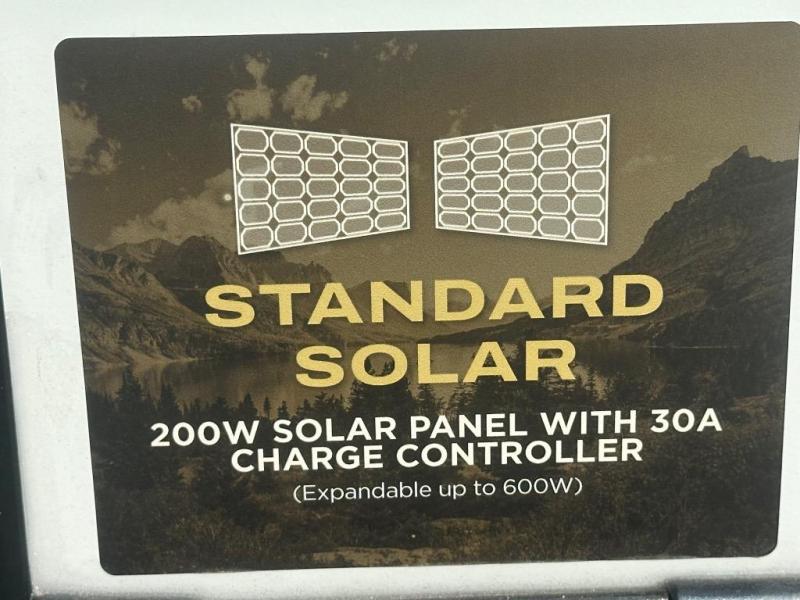 STANDARD
SOLAR
200W SOLAR PANEL WITH 30A
CHARGE CONTROLLER
(Expandable up to 600W)